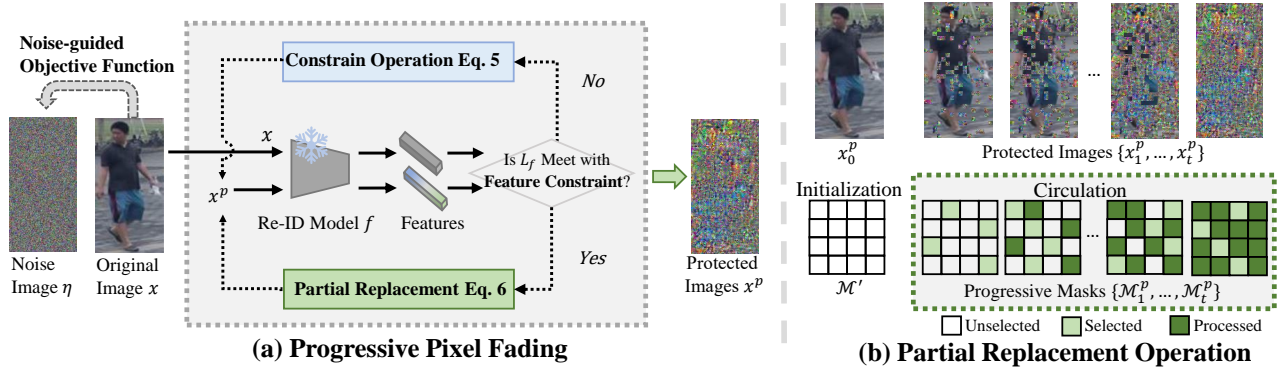 Noise-guided
Objective Function
Constrain Operation Eq. 5
No
x
x^p
Re-ID Model f
Features
Is L_f Meet with
Feature Constraint?
Yes
Partial Replacement Eq. 6
Noise
Image η
Original
Image x
Protected
Images x^p
(a) Progressive Pixel Fading
...
x_0^p
Protected Images {x_1^p, ..., x_t^p}
Initialization
Circulation
...
ℳ′
Progressive Masks {ℳ_1^p, ..., ℳ_t^p}
Unselected
Selected
Processed
(b) Partial Replacement Operation